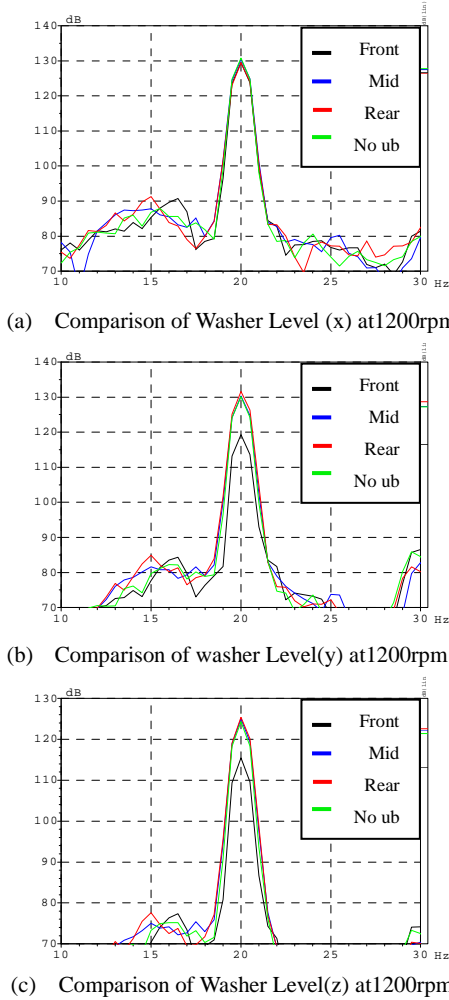 dB
140
130
120
110
100
90
80
70
10
15
20
25
30
Hz
Front
Mid
Rear
No ub
(a) Comparison of Washer Level (x) at1200rpm
dB
140
130
120
110
100
90
80
70
10
15
20
25
30
Hz
Front
Mid
Rear
No ub
(b) Comparison of washer Level(y) at1200rpm
dB
130
120
110
100
90
80
70
10
15
20
25
30
Hz
Front
Mid
Rear
No ub
(c) Comparison of Washer Level(z) at1200rpm